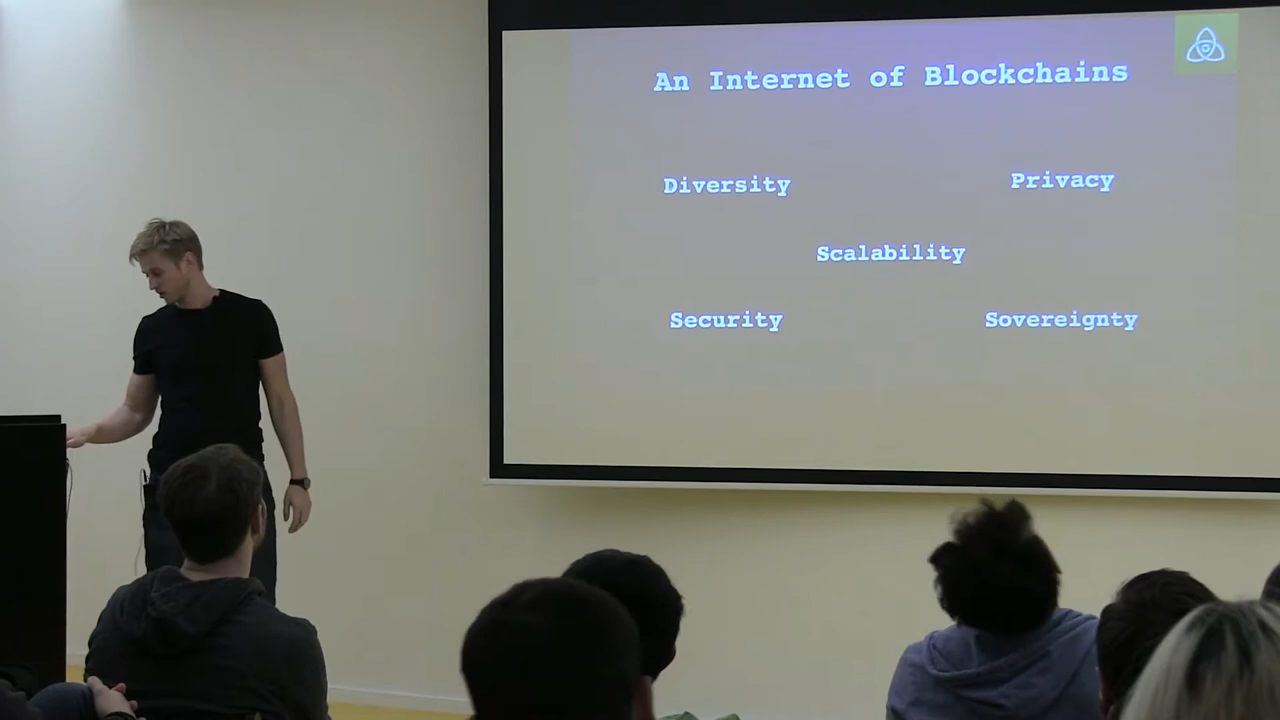 An Internet of Blockchains
Diversity
Privacy
Scalability
Security
Sovereignty